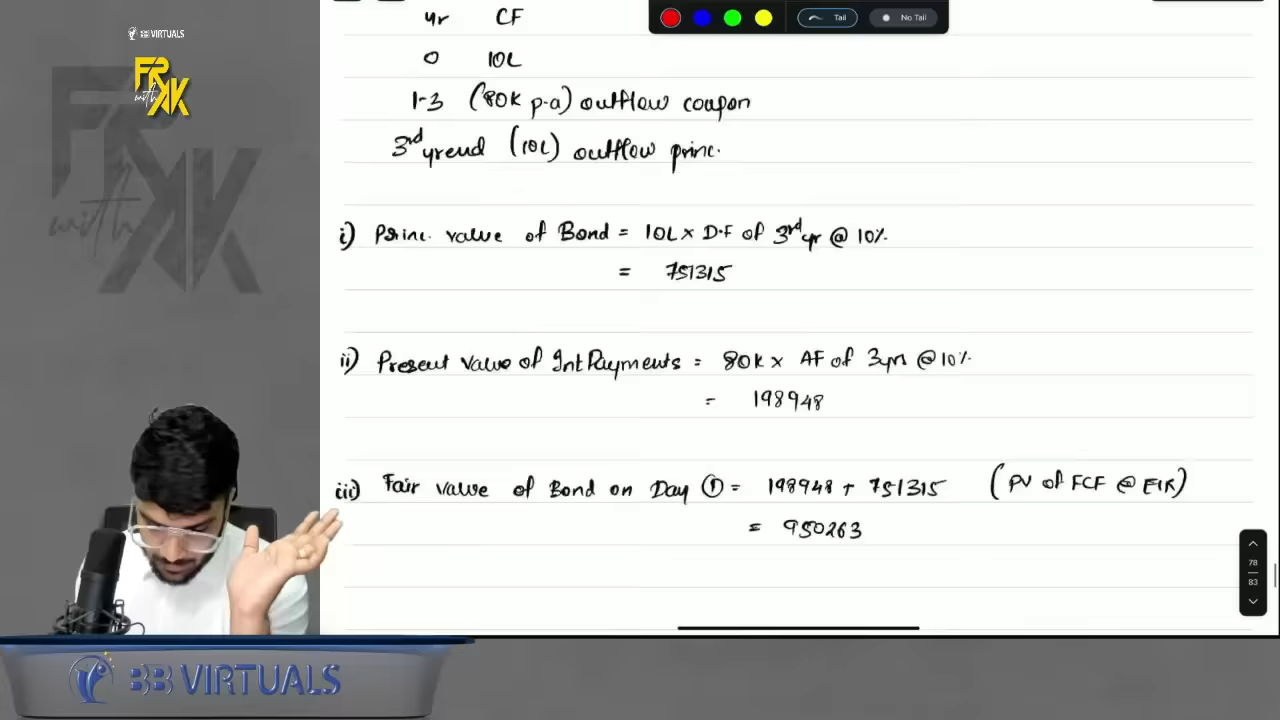 BB VIRTUALS
FR
with
KK
FR
with
KK
Tail
No Tail
yr CF
0 10L
1-3 (80K p.a) outflow coupon
3rd yr end (10L) outflow princ.
i) Princ. value of Bond = 10L x D.F of 3rd yr @ 10%
= 751315
ii) Present value of Int Payments = 80K x AF of 3yrs @ 10%
= 198948
iii) Fair value of Bond on Day ① = 198948 + 751315 (PV of FCF @ EIR)
= 950263
78
83
BB VIRTUALS